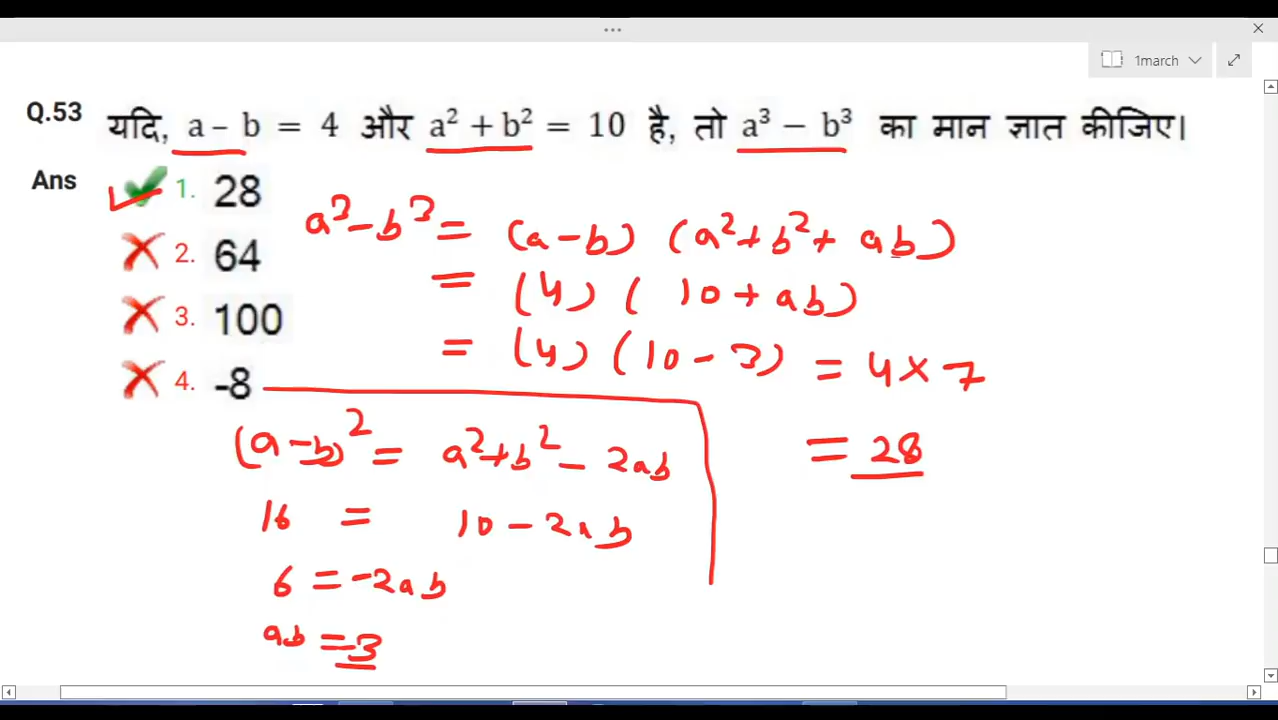 1march
Q.53 यदि, a – b = 4 और a² + b² = 10 है, तो a³ – b³ का मान ज्ञात कीजिए।
Ans 1. 28
2. 64
3. 100
4. -8
a³-b³ = (a-b) (a²+b²+ ab)
= (4) ( 10 + ab)
= (4) (10 - 3) = 4 × 7
= 28
(a-b)² = a²+b² - 2ab
16 = 10 - 2ab
6 = -2ab
ab = -3